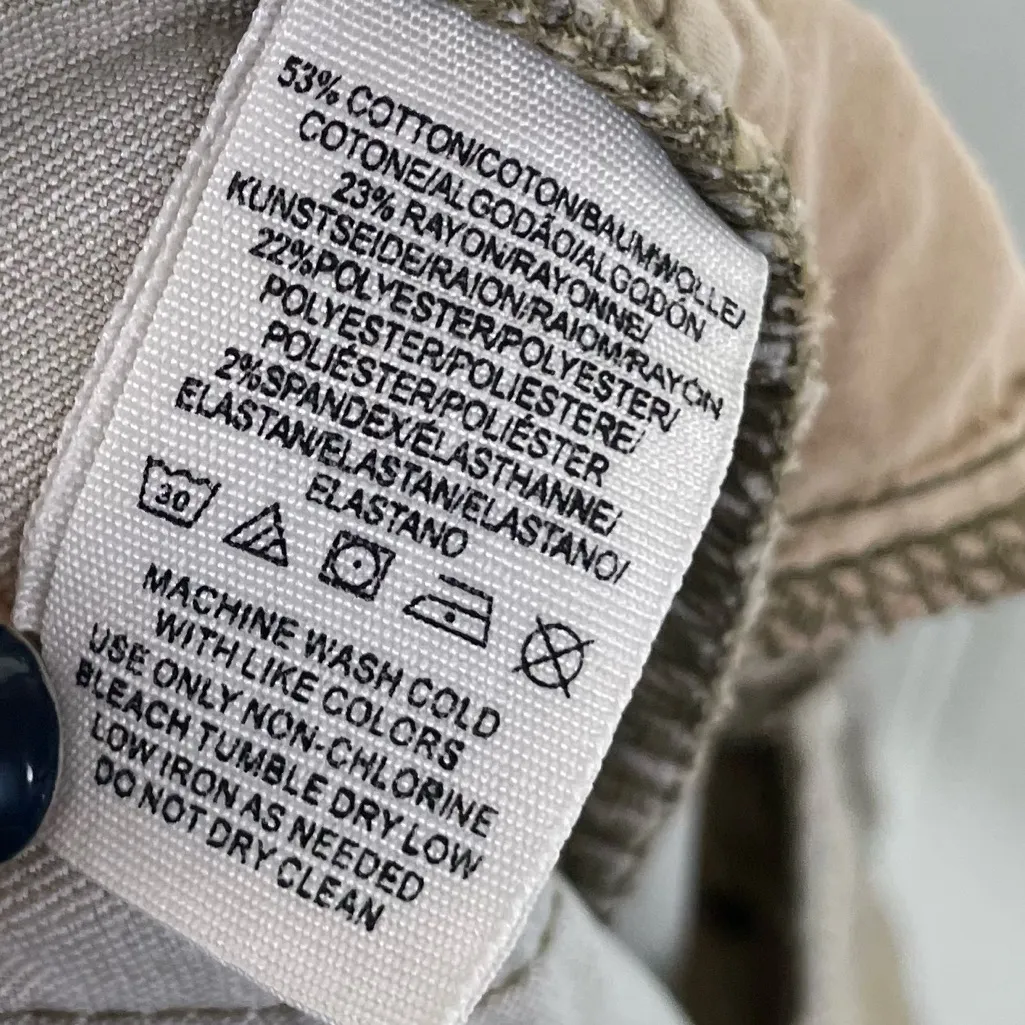 53% COTTON/COTON/BAUMWOLLE/
COTONE/ALGODÃO/ALGODÓN
23% RAYON/RAYONNE/
KUNSTSEIDE/RAION/RAIOM/RAYÓN
22%POLYESTER/POLYESTER/
POLYESTER/POLIESTERE/
POLIÉSTER/POLIÉSTER
2%SPANDEX/ÉLASTHANNE/
ELASTAN/ELASTAN/ELASTANO/
ELASTANO
30
MACHINE WASH COLD
WITH LIKE COLORS
USE ONLY NON-CHLORINE
BLEACH TUMBLE DRY LOW
LOW IRON AS NEEDED
DO NOT DRY CLEAN